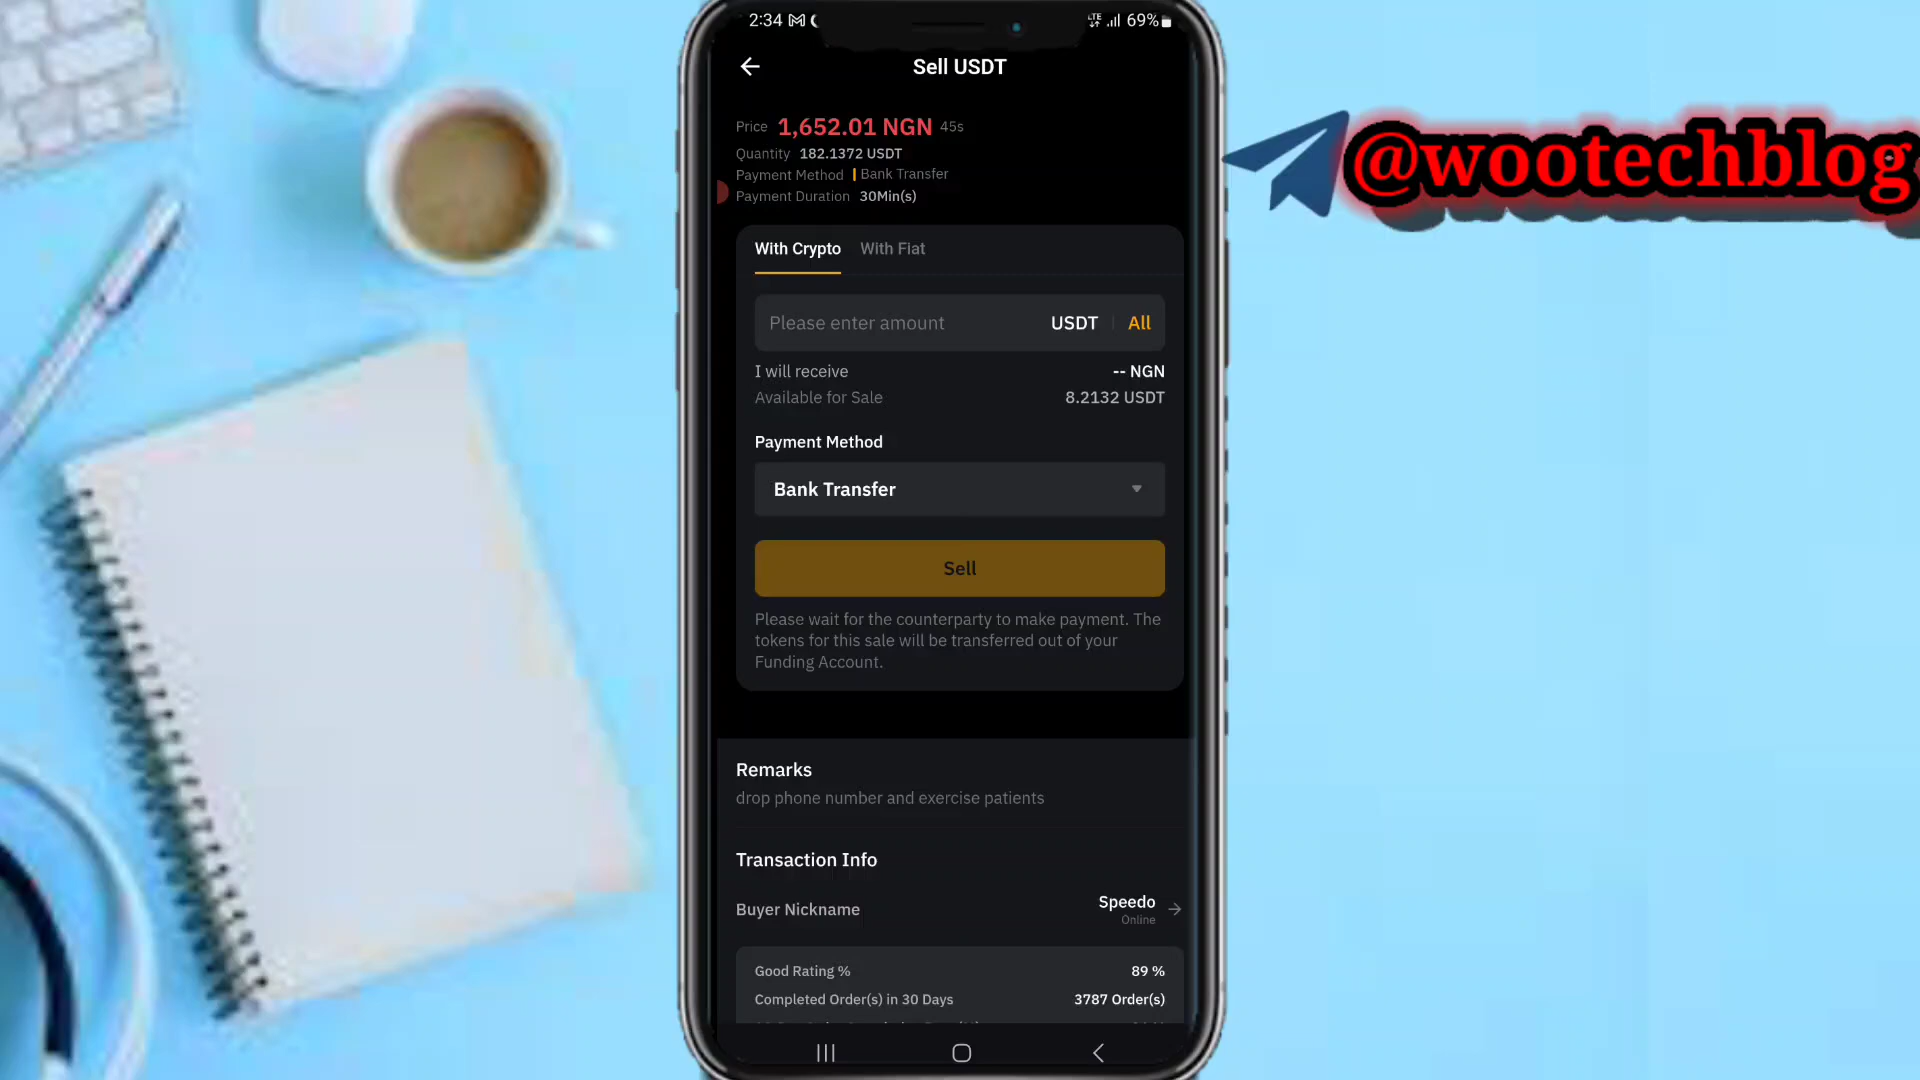 2:34
LTE 69%
Sell USDT
Price 1,652.01 NGN 45s
Quantity 182.1372 USDT
Payment Method Bank Transfer
Payment Duration 30Min(s)
With Crypto With Fiat
Please enter amount USDT All
I will receive -- NGN
Available for Sale 8.2132 USDT
Payment Method
Bank Transfer
Sell
Please wait for the counterparty to make payment. The
tokens for this sale will be transferred out of your
Funding Account.
Remarks
drop phone number and exercise patients
Transaction Info
Buyer Nickname Speedo
Online
Good Rating % 89 %
Completed Order(s) in 30 Days 3787 Order(s)
@wootechblog